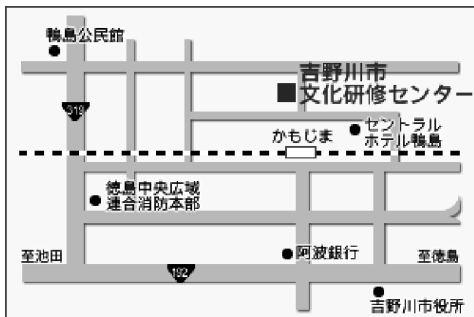 鴨島公民館
吉野川市
文化研修センター
318
セントラル
ホテル鴨島
かもじま
徳島中央広域
連合消防本部
至池田
192
阿波銀行
至徳島
吉野川市役所